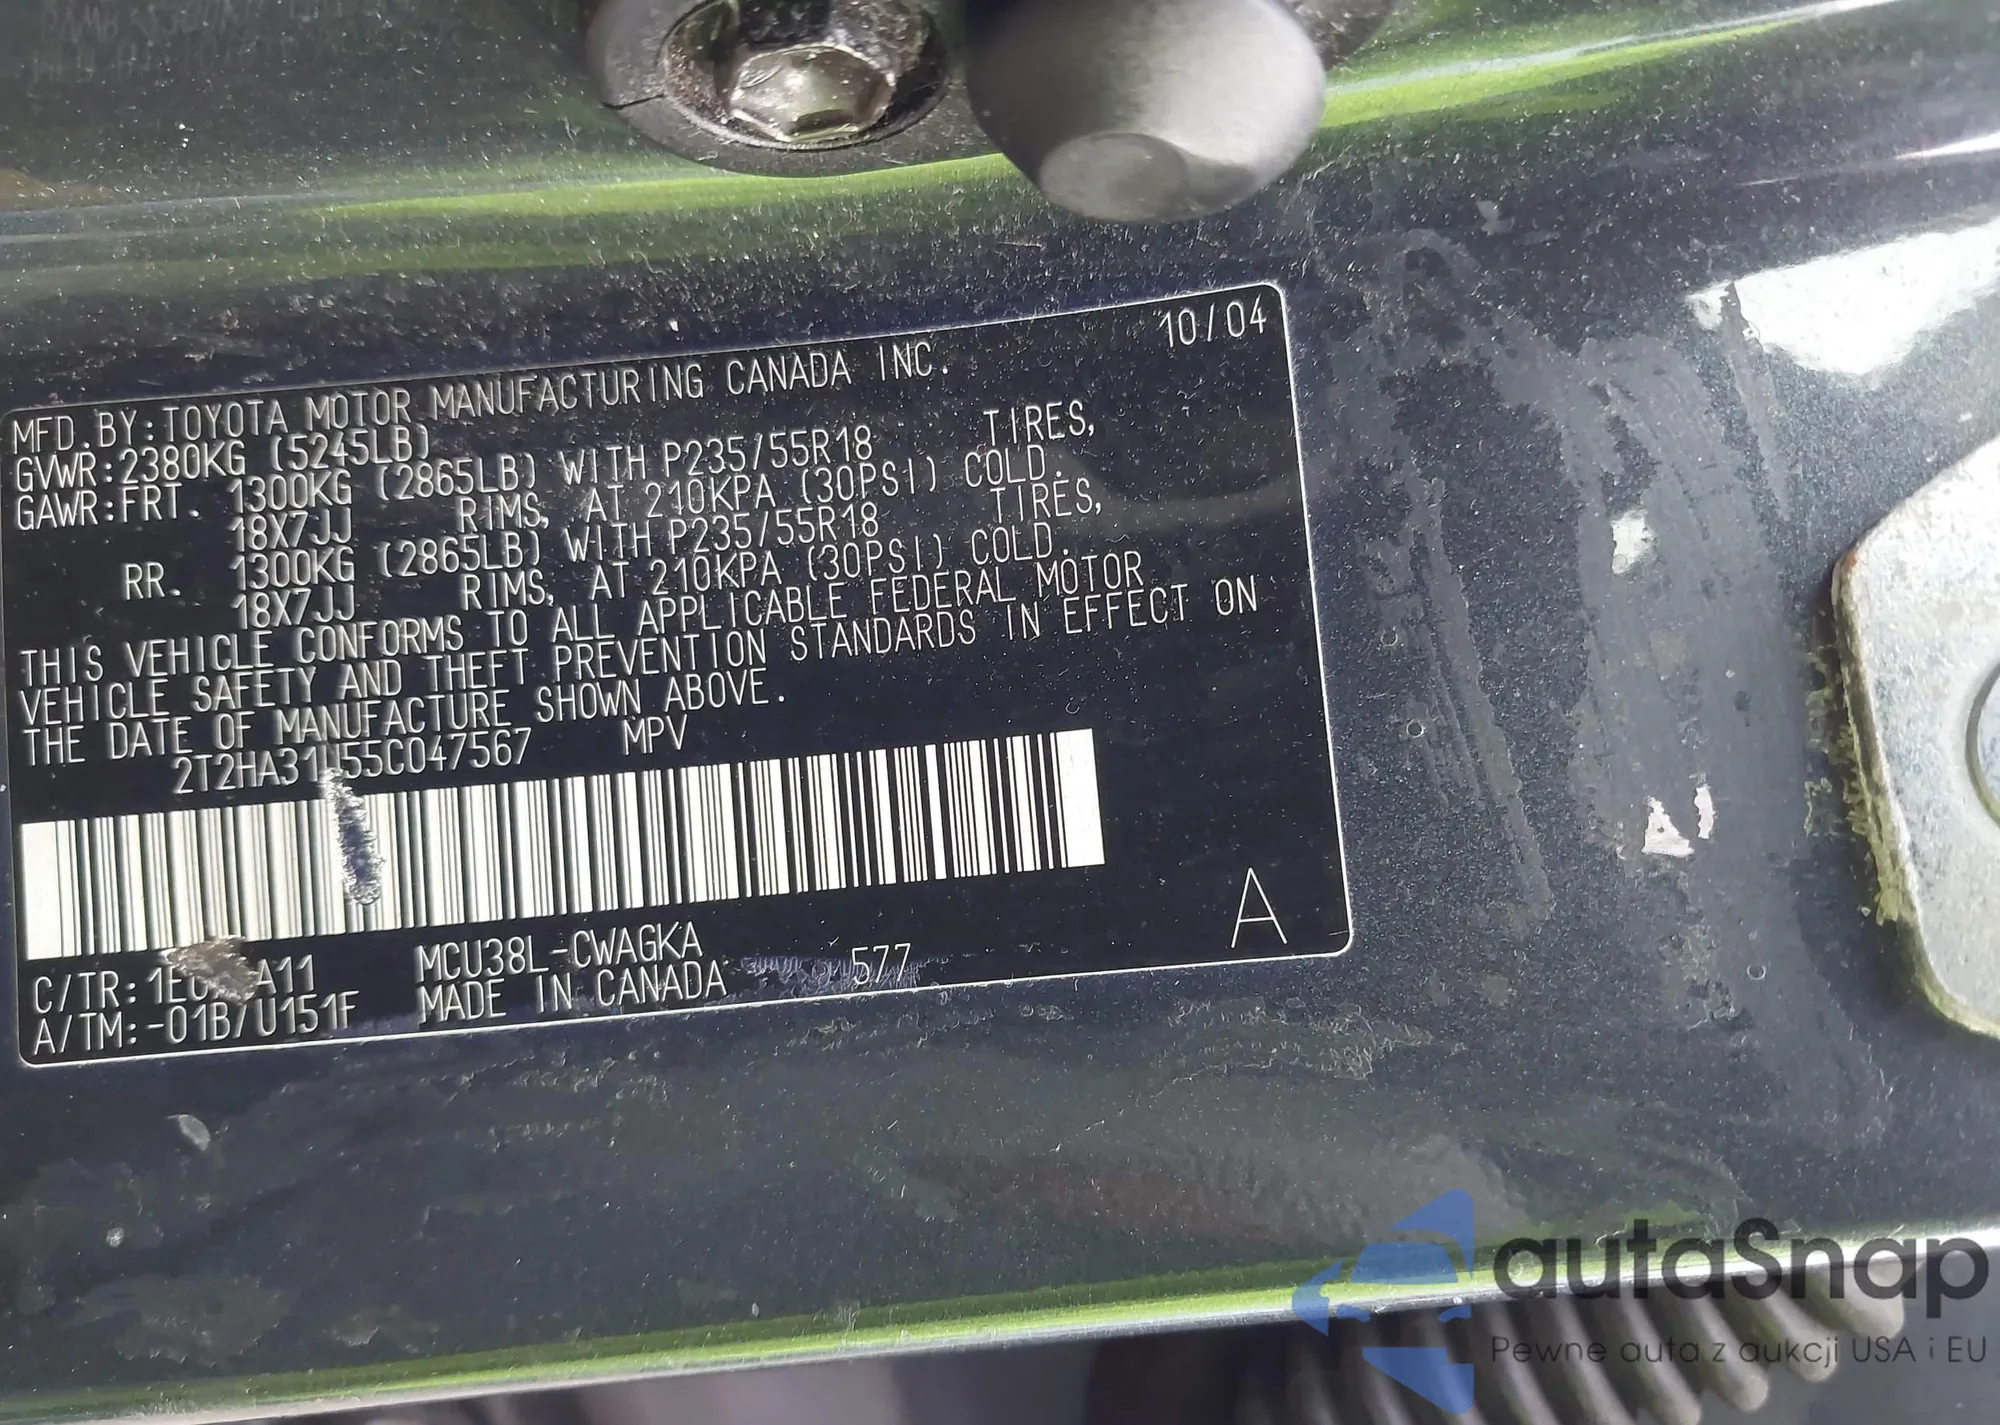 10/04
MFD.BY:TOYOTA MOTOR MANUFACTURING CANADA INC.
GVWR:2380KG (5245LB)
GAWR:FRT. 1300KG (2865LB) WITH P235/55R18 TIRES,
18X7JJ RIMS, AT 210KPA (30PSI) COLD.
RR. 1300KG (2865LB) WITH P235/55R18 TIRES,
18X7JJ RIMS, AT 210KPA (30PSI) COLD.
THIS VEHICLE CONFORMS TO ALL APPLICABLE FEDERAL MOTOR
VEHICLE SAFETY AND THEFT PREVENTION STANDARDS IN EFFECT ON
THE DATE OF MANUFACTURE SHOWN ABOVE.
2T2HA31U55C047567 MPV
A
C/TR: MCU38L-CWAGKA
A/TM:-01B/U151F MADE IN CANADA 577
autaSnap
Pewne auta z aukcji USA i EU